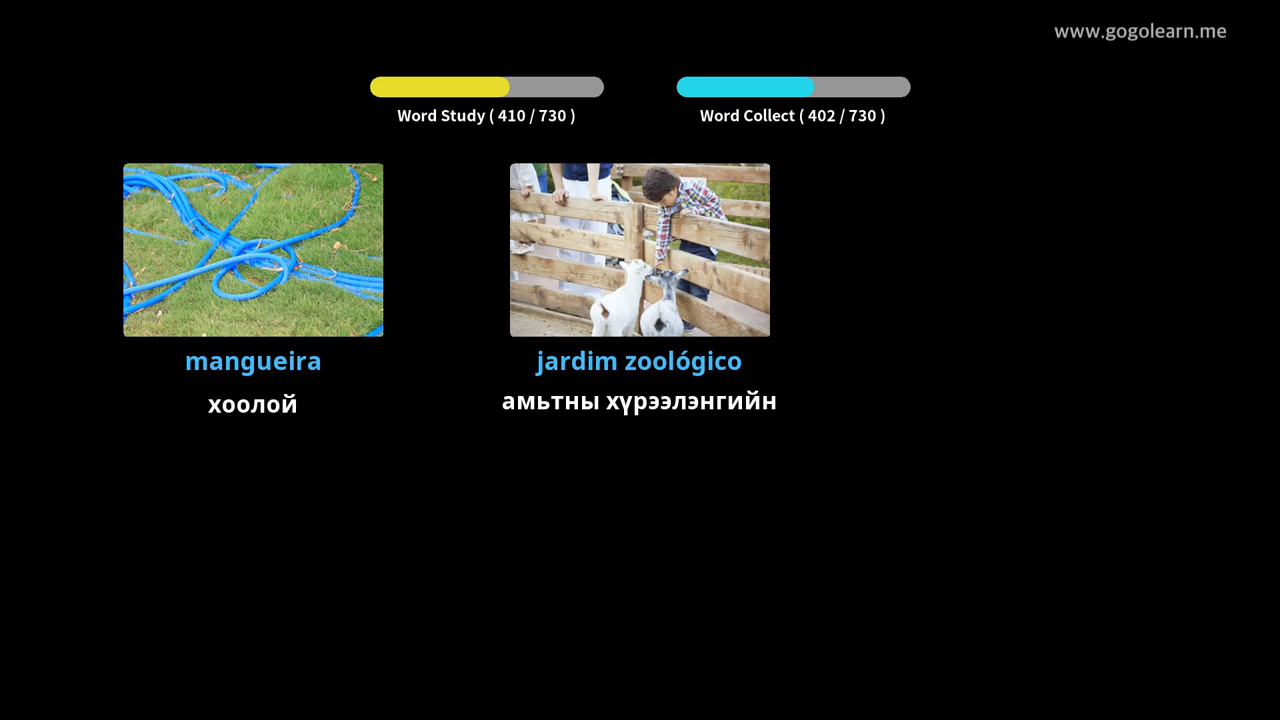 www.gogolearn.me
Word Study ( 410 / 730 )
Word Collect ( 402 / 730 )
mangueira
хоолой
jardim zoológico
амьтны хүрээлэнгийн